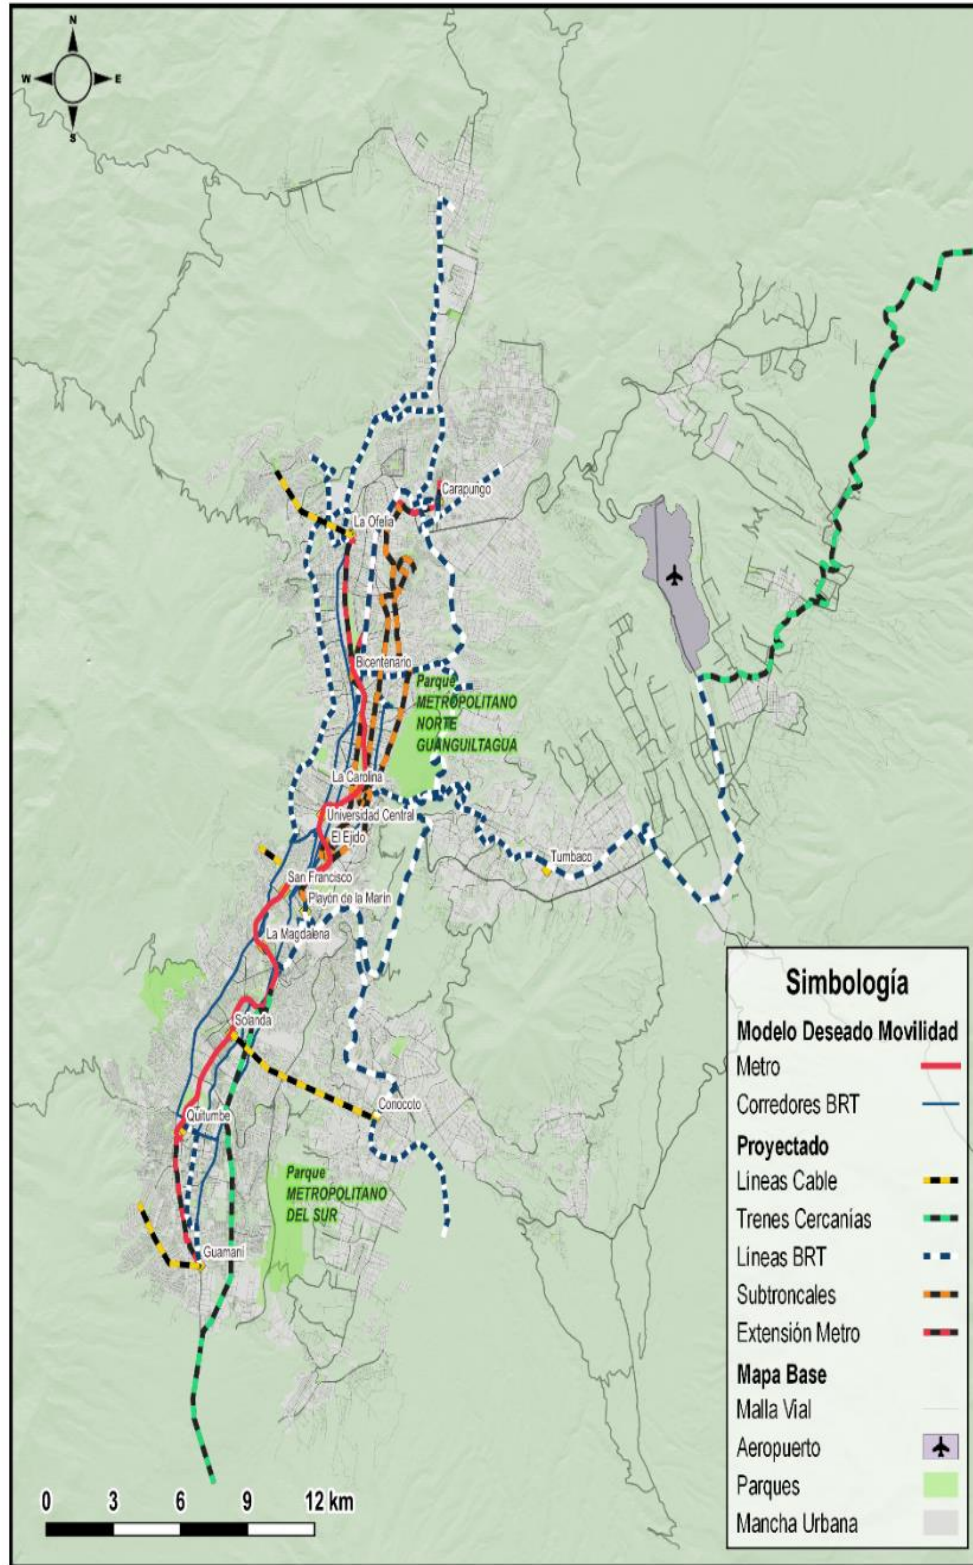 N
W
E
S
Carapungo
La Ofelia
Bicentenario
Parque
METROPOLITANO
NORTE
GUANGUILTAGUA
La Carolina
Universidad Central
El Ejido
Tumbaco
San Francisco
Playón de la Marín
La Magdalena
Solanda
Conocoto
Quitumbe
Parque
METROPOLITANO
DEL SUR
Guamaní
Simbología
Modelo Deseado Movilidad
Metro
Corredores BRT
Proyectado
Líneas Cable
Trenes Cercanías
Líneas BRT
Subtroncales
Extensión Metro
Mapa Base
Malla Vial
Aeropuerto
Parques
Mancha Urbana
0 3 6 9 12 km